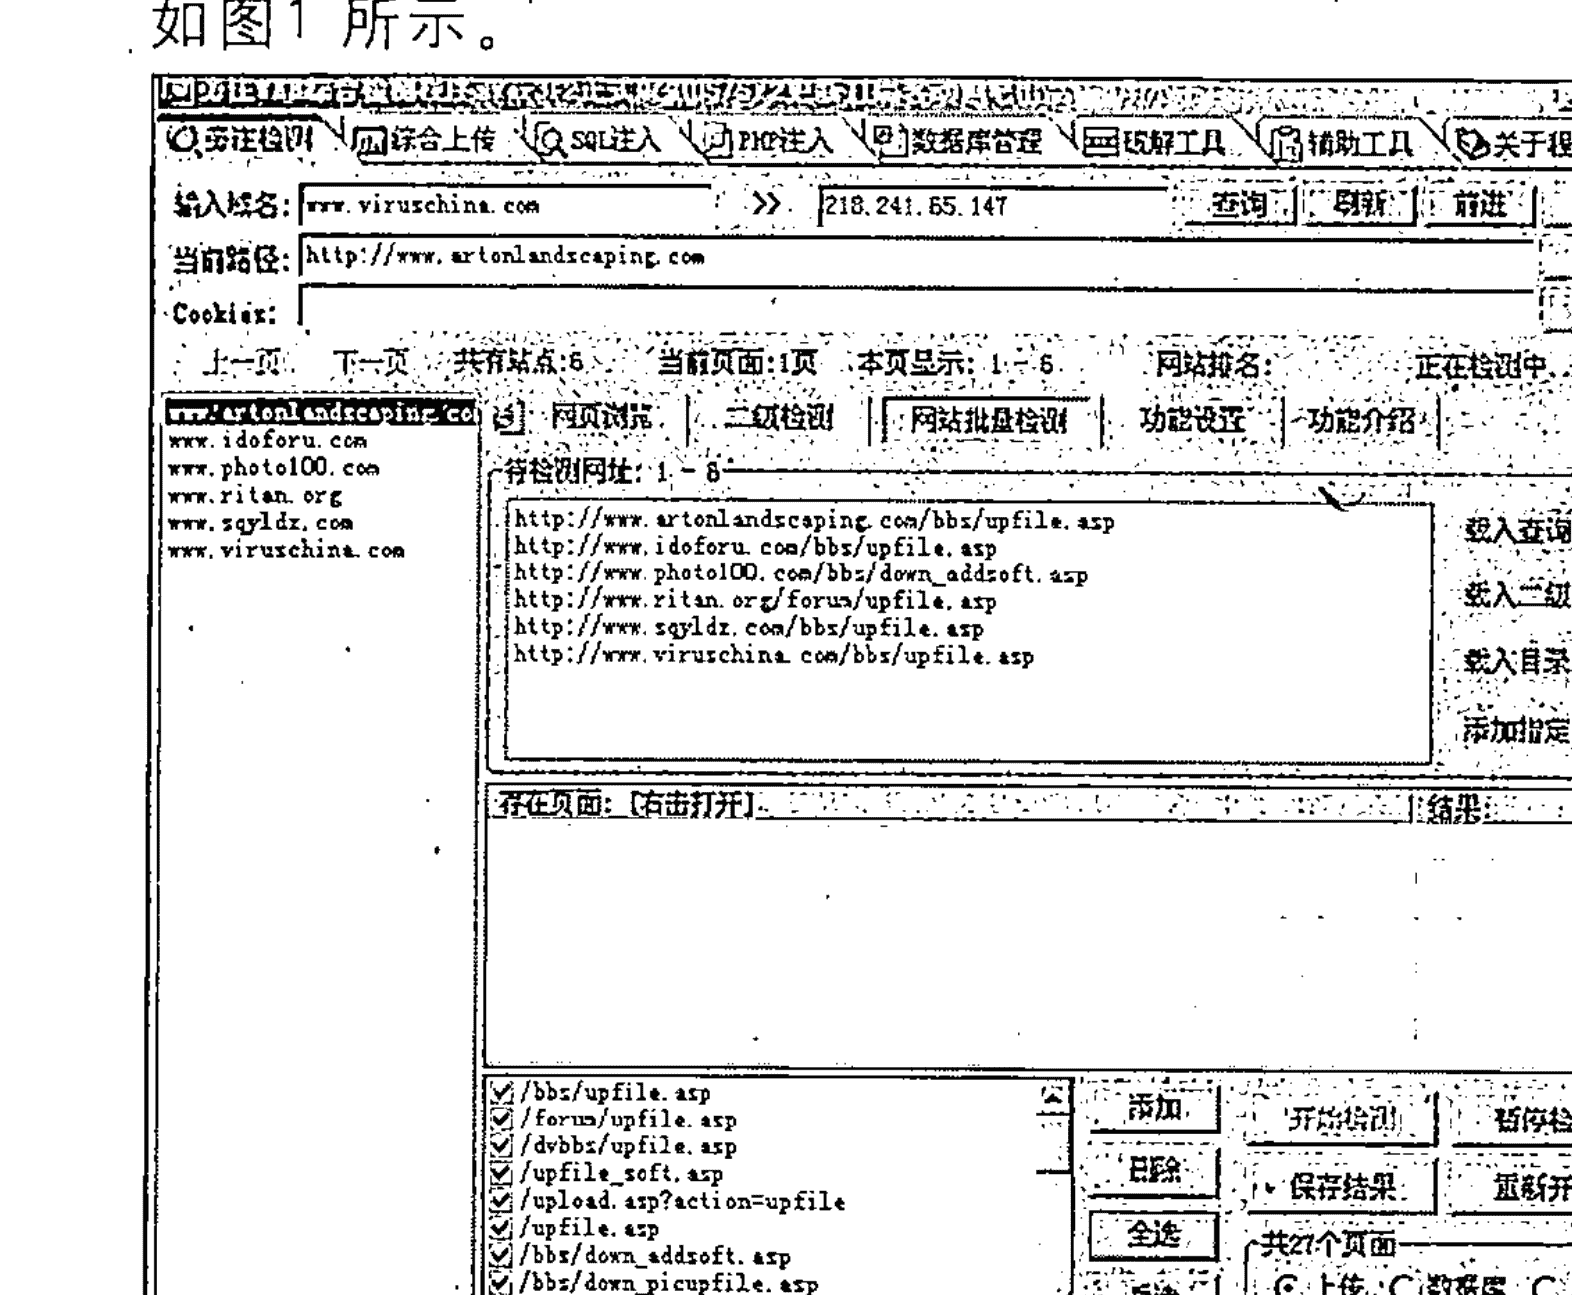 如图1 所示。
旁注检测 综合上传 SQL注入 PHP注入 数据库管理 破解工具 辅助工具 关于程
输入域名: www.viruschina.com >> 218.241.85.147 查询 刷新 前进
当前路径: http://www.artonlandscaping.com
Cookies:
上一页 下一页 共有站点:6 当前页面:1页 本页显示: 1 - 6 网站排名: 正在检测中
www.artonlandscaping.co
www.idoforu.com
www.photo100.com
www.ritan.org
www.sqyldz.com
www.viruschina.com
网页浏览 二级检测 网站批量检测 功能设置 功能介绍
待检测网址: 1 - 6
http://www.artonlandscaping.com/bbs/upfile.asp
http://www.idoforu.com/bbs/upfile.asp
http://www.photo100.com/bbs/down_addsoft.asp
http://www.ritan.org/forum/upfile.asp
http://www.sqyldz.com/bbs/upfile.asp
http://www.viruschina.com/bbs/upfile.asp
载入查询
载入二级
载入目录
添加指定
存在页面: [右击打开] 结果:
/bbs/upfile.asp
/forum/upfile.asp
/dvbbs/upfile.asp
/upfile_soft.asp
/upload.asp?action=upfile
/upfile.asp
/bbs/down_addsoft.asp
/bbs/down_picupfile.asp
添加 开始检测 暂停检
删除 保存结果 重新开
全选
共27个页面
上传 数据库